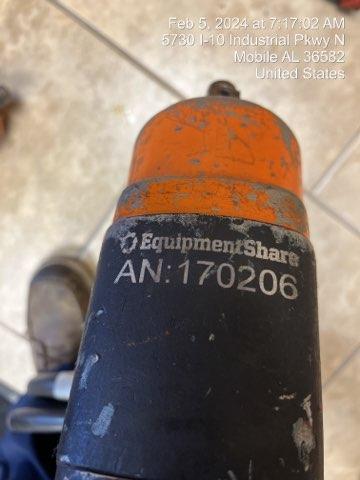 Feb 5, 2024 at 7:17:02 AM
5730 I-10 Industrial Pkwy N
Mobile AL 36582
United States
EquipmentShare
AN:170206